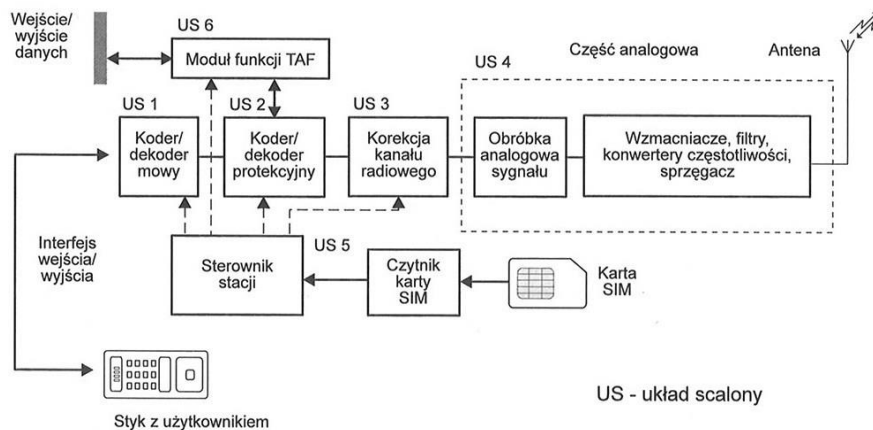 Wejście/
wyjście
danych
US 6
Moduł funkcji TAF
Część analogowa
Antena
US 4
US 1
US 2
US 3
Koder/
dekoder
mowy
Koder/
dekoder
protekcyjny
Korekcja
kanału
radiowego
Obróbka
analogowa
sygnału
Wzmacniacze, filtry,
konwertery częstotliwości,
sprzęgacz
Interfejs
wejścia/
wyjścia
US 5
Sterownik
stacji
Czytnik
karty
SIM
Karta
SIM
US - układ scalony
Styk z użytkownikiem